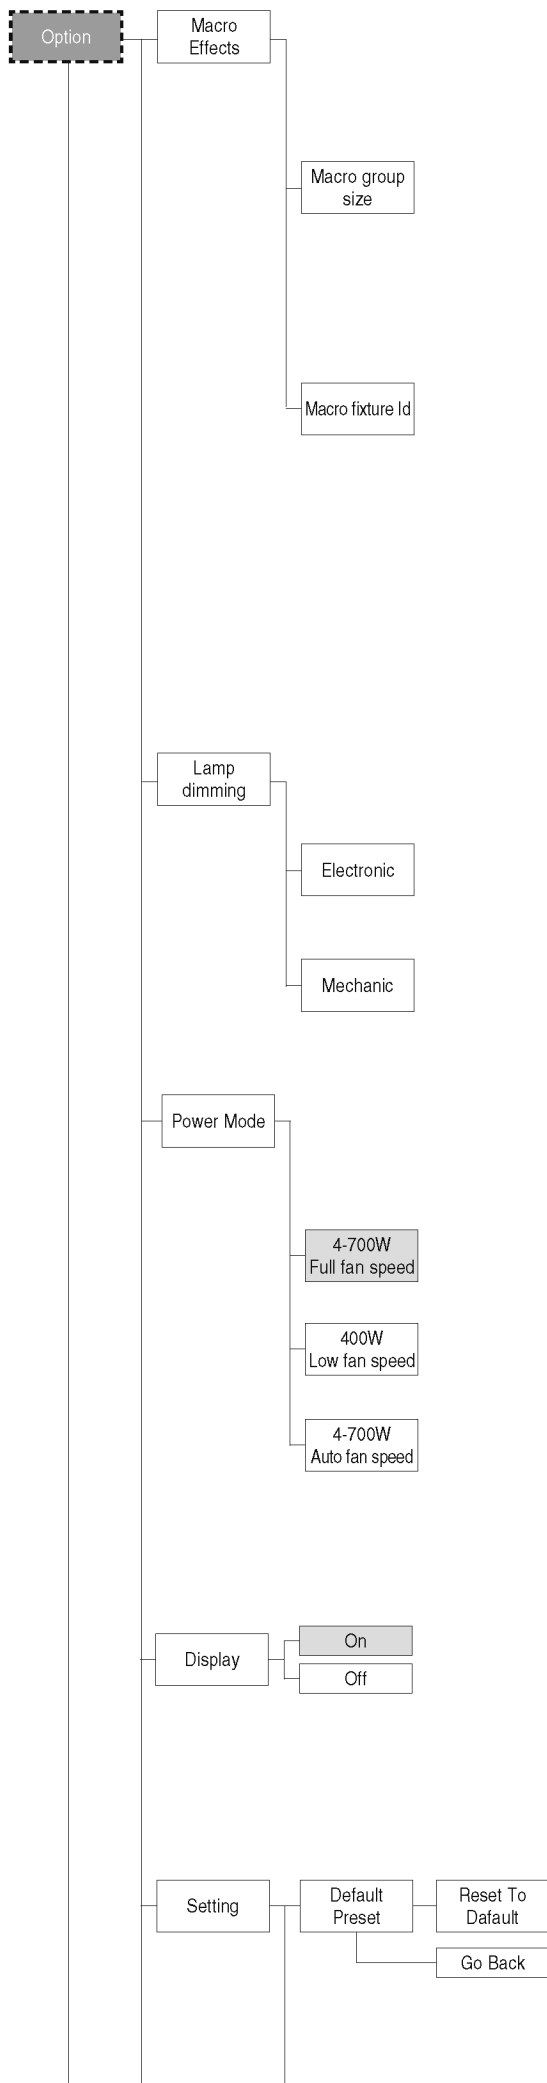 Option
Macro
Effects
Macro group
size
Macro fixture Id
Lamp
dimming
Electronic
Mechanic
Power Mode
4-700W
Full fan speed
400W
Low fan speed
4-700W
Auto fan speed
Display
On
Off
Setting
Default
Preset
Reset To
Dafault
Go Back